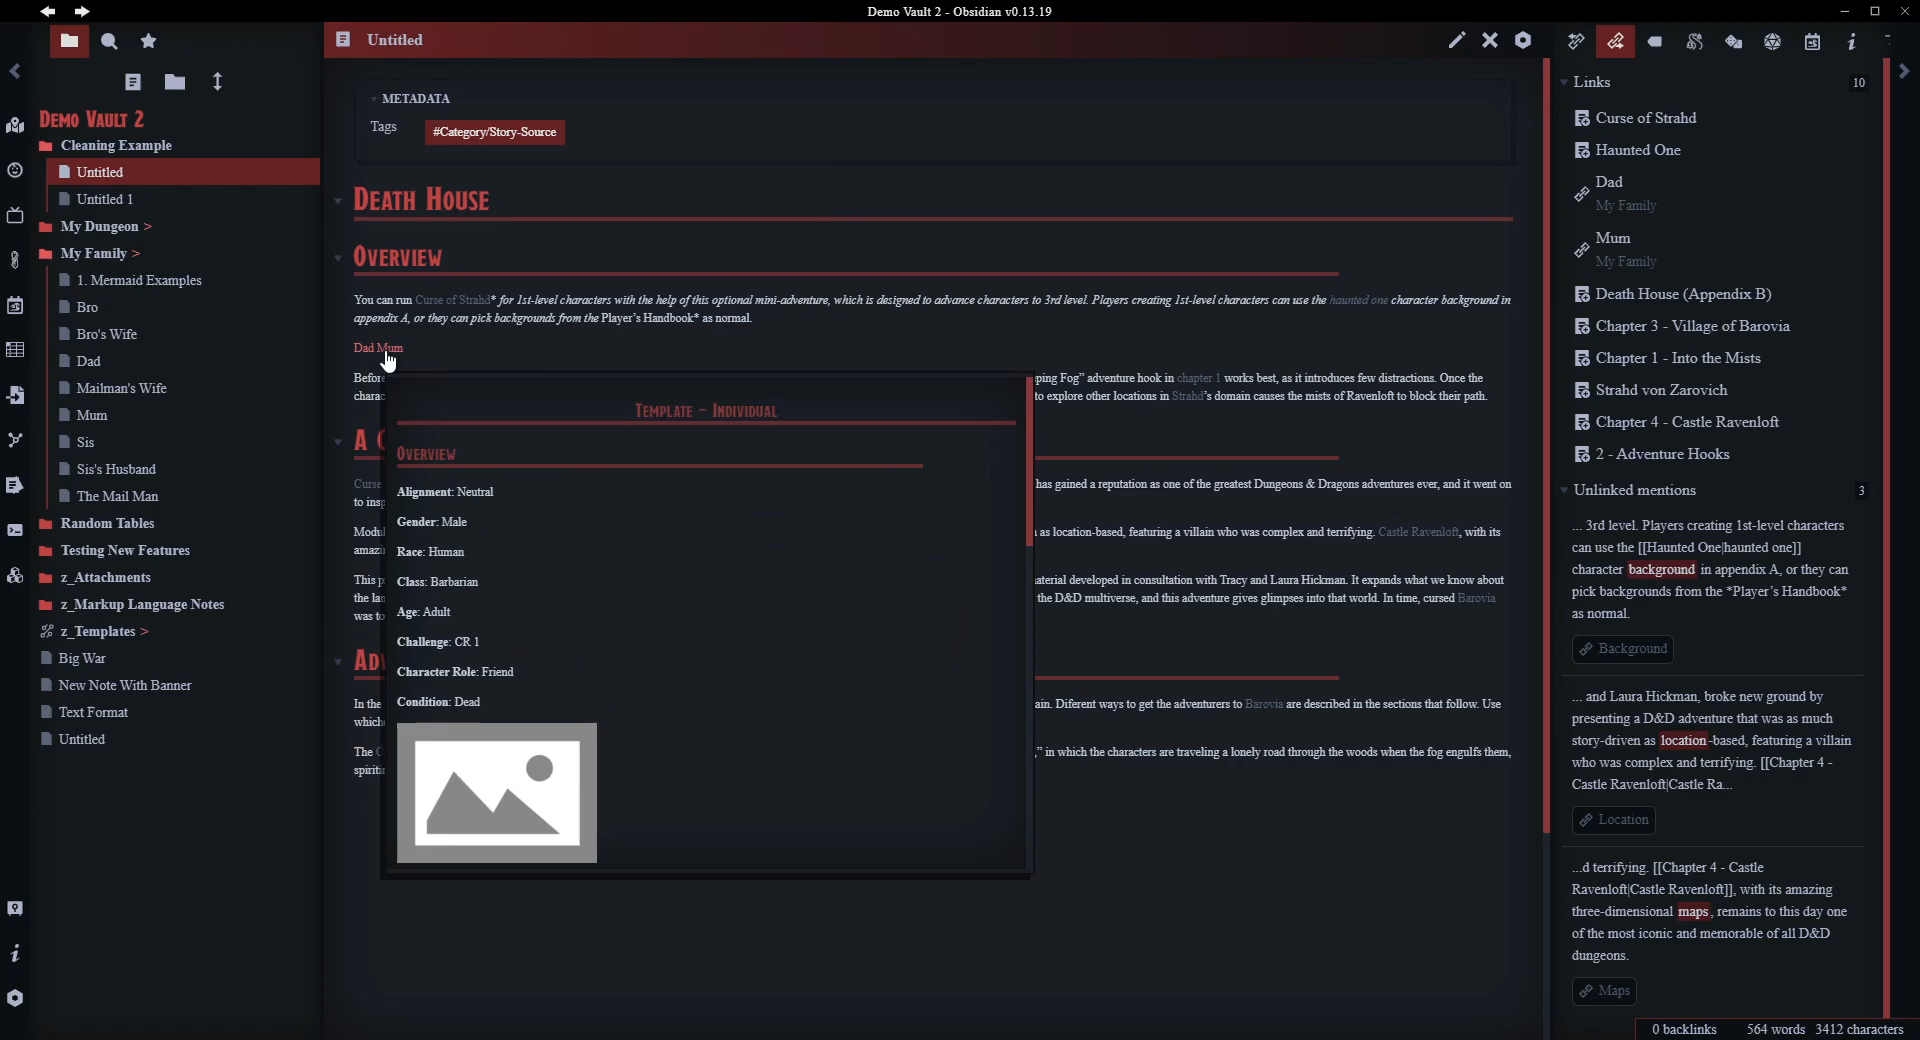 Demo Vault 2 - Obsidian v0.13.19
Untitled
DEMO VAULT 2
Cleaning Example
Untitled
Untitled 1
My Dungeon >
My Family >
1. Mermaid Examples
Bro
Bro's Wife
Dad
Mailman's Wife
Mum
Sis
Sis's Husband
The Mail Man
Random Tables
Testing New Features
z_Attachments
z_Markup Language Notes
z_Templates >
Big War
New Note With Banner
Text Format
Untitled
METADATA
Tags #Category/Story-Source
DEATH HOUSE
OVERVIEW
You can run Curse of Strahd* for 1st-level characters with the help of this optional mini-adventure, which is designed to advance characters to 3rd level. Players creating 1st-level characters can use the haunted one character background in
appendix A, or they can pick backgrounds from the Player's Handbook* as normal.
Dad Mum
Before
ping Fog” adventure hook in chapter 1 works best, as it introduces few distractions. Once the
charac
to explore other locations in Strahd's domain causes the mists of Ravenloft to block their path.
A C
Curse
has gained a reputation as one of the greatest Dungeons & Dragons adventures ever, and it went on
to insp
Modul
as location-based, featuring a villain who was complex and terrifying. Castle Ravenloft, with its
amazi
This p
aterial developed in consultation with Tracy and Laura Hickman. It expands what we know about
the lan
the D&D multiverse, and this adventure gives glimpses into that world. In time, cursed Barovia
was to
ADV
In the
ain. Diferent ways to get the adventurers to Barovia are described in the sections that follow. Use
which
The C
,” in which the characters are traveling a lonely road through the woods when the fog engulfs them,
spiriti
TEMPLATE - INDIVIDUAL
OVERVIEW
Alignment: Neutral
Gender: Male
Race: Human
Class: Barbarian
Age: Adult
Challenge: CR 1
Character Role: Friend
Condition: Dead
Links 10
Curse of Strahd
Haunted One
Dad
My Family
Mum
My Family
Death House (Appendix B)
Chapter 3 - Village of Barovia
Chapter 1 - Into the Mists
Strahd von Zarovich
Chapter 4 - Castle Ravenloft
2 - Adventure Hooks
Unlinked mentions 3
... 3rd level. Players creating 1st-level characters
can use the [[Haunted One|haunted one]]
character background in appendix A, or they can
pick backgrounds from the *Player's Handbook*
as normal.
Background
... and Laura Hickman, broke new ground by
presenting a D&D adventure that was as much
story-driven as location-based, featuring a villain
who was complex and terrifying. [[Chapter 4 -
Castle Ravenloft|Castle Ra...
Location
...d terrifying. [[Chapter 4 - Castle
Ravenloft|Castle Ravenloft]], with its amazing
three-dimensional maps, remains to this day one
of the most iconic and memorable of all D&D
dungeons.
Maps
0 backlinks 564 words 3412 characters